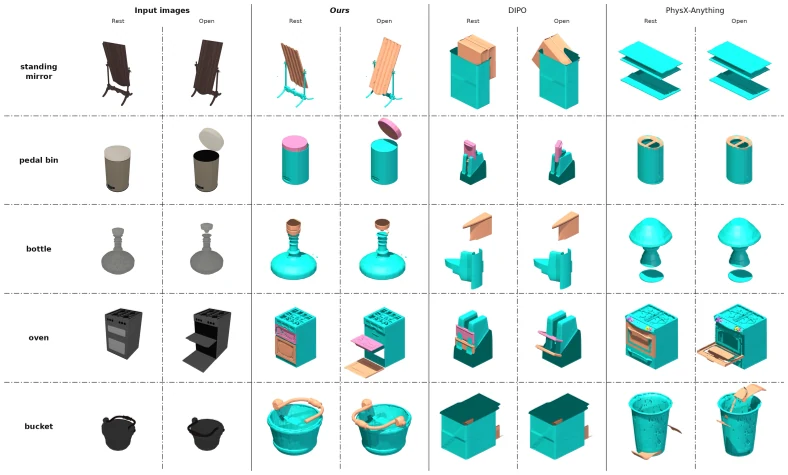 Input images
Ours
DIPO
PhysX-Anything
Rest
Open
Rest
Open
Rest
Open
Rest
Open
standing
mirror
pedal bin
bottle
oven
bucket